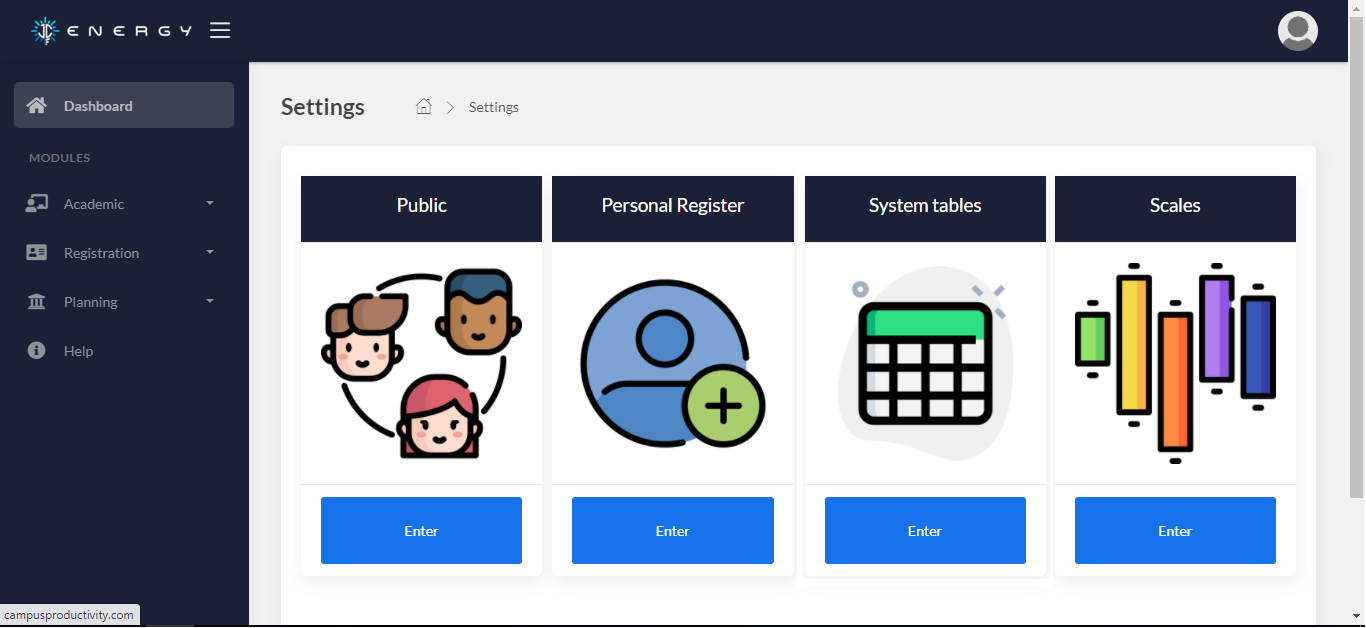 JC ENERGY
Dashboard
MODULES
Academic
Registration
Planning
Help
Settings
Settings
Public
Personal Register
System tables
Scales
Enter
Enter
Enter
Enter
campusproductivity.com